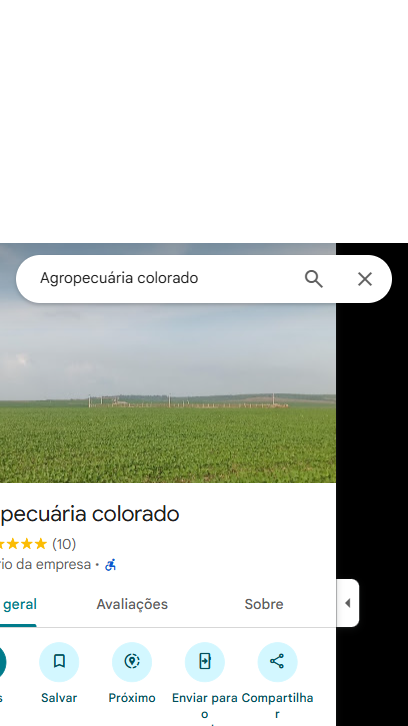 Agropecuária colorado
pecuária colorado
(10)
rio da empresa ·
geral
Avaliações
Sobre
s
Salvar
Próximo
Enviar para o
Compartilhar